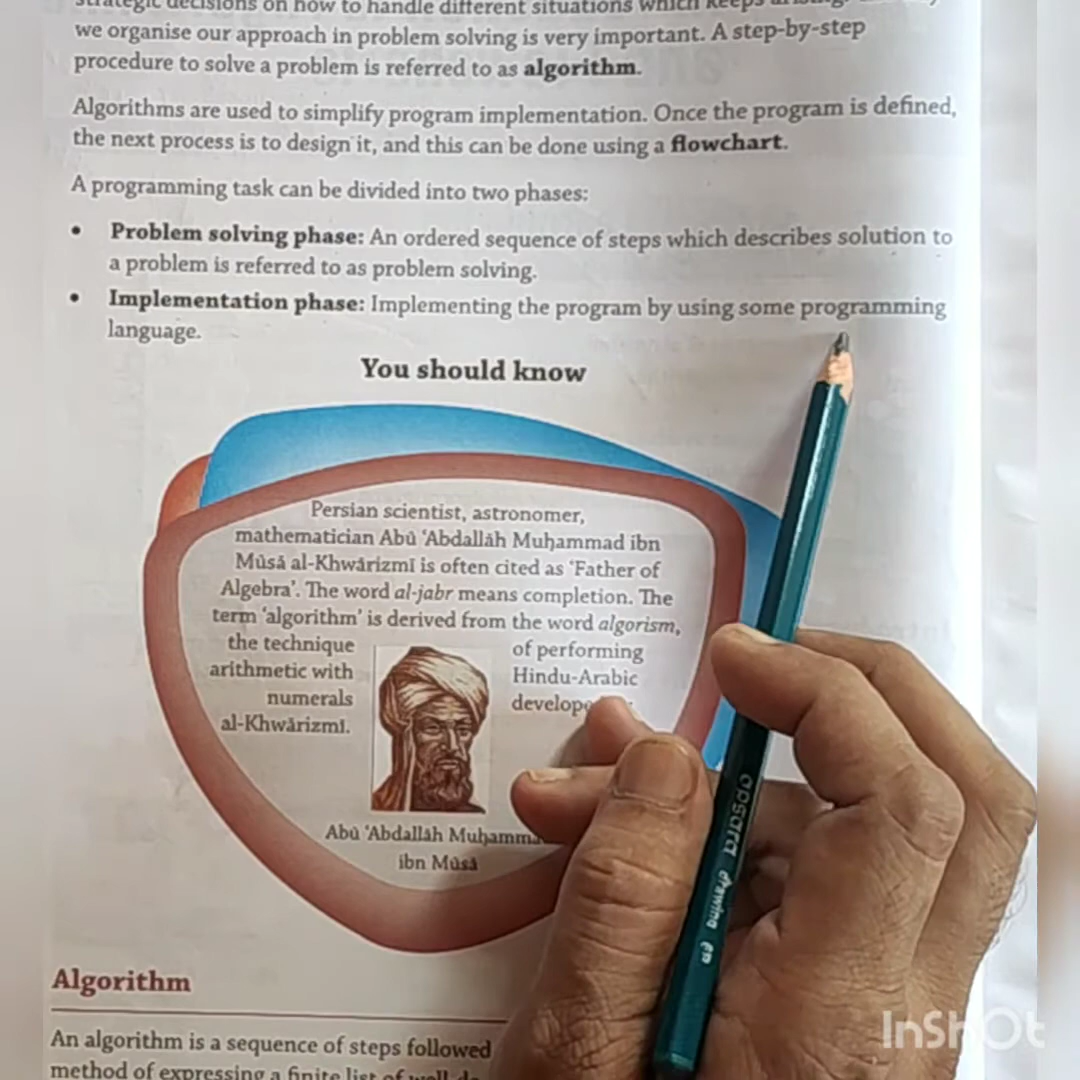 strategic decisions on how to handle different situations which keeps
we organise our approach in problem solving is very important. A step-by-step
procedure to solve a problem is referred to as algorithm.
Algorithms are used to simplify program implementation. Once the program is defined,
the next process is to design it, and this can be done using a flowchart.
A programming task can be divided into two phases:
• Problem solving phase: An ordered sequence of steps which describes solution to
a problem is referred to as problem solving.
• Implementation phase: Implementing the program by using some programming
language.
You should know
Persian scientist, astronomer,
mathematician Abū ‘Abdallāh Muḥammad ibn
Mūsā al-Khwārizmī is often cited as ‘Father of
Algebra’. The word al-jabr means completion. The
term ‘algorithm’ is derived from the word algorism,
the technique of performing
arithmetic with Hindu-Arabic
numerals
al-Khwārizmī.
Abū ‘Abdallāh
ibn Mūsā
Algorithm
An algorithm is a sequence of steps followed
method of expressing a finite list of
apsara drawing
InShOt